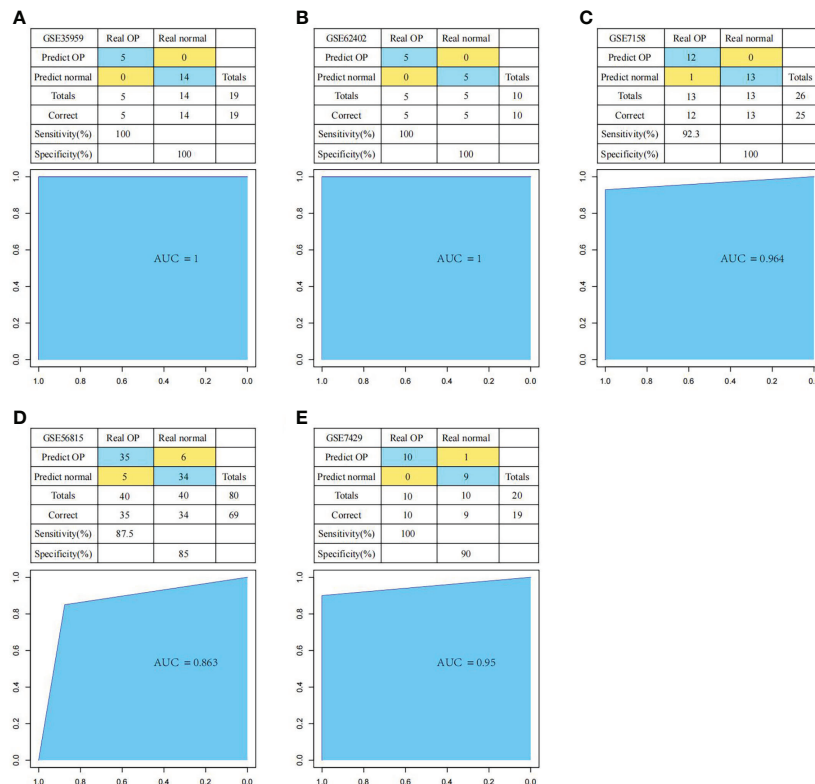 A
GSE35959 Real OP Real normal
Predict OP 5 0
Predict normal 0 14 Totals
Totals 5 14 19
Correct 5 14 19
Sensitivity(%) 100
Specificity(%) 100
1.0
0.8
0.6
0.4
0.2
0.0
AUC = 1
1.0 0.8 0.6 0.4 0.2 0.0
B
GSE62402 Real OP Real normal
Predict OP 5 0
Predict normal 0 5 Totals
Totals 5 5 10
Correct 5 5 10
Sensitivity(%) 100
Specificity(%) 100
1.0
0.8
0.6
0.4
0.2
0.0
AUC = 1
1.0 0.8 0.6 0.4 0.2 0.0
C
GSE7158 Real OP Real normal
Predict OP 12 0
Predict normal 1 13 Totals
Totals 13 13 26
Correct 12 13 25
Sensitivity(%) 92.3
Specificity(%) 100
1.0
0.8
0.6
0.4
0.2
0.0
AUC = 0.964
1.0 0.8 0.6 0.4 0.2 0.0
D
GSE56815 Real OP Real normal
Predict OP 35 6
Predict normal 5 34 Totals
Totals 40 40 80
Correct 35 34 69
Sensitivity(%) 87.5
Specificity(%) 85
1.0
0.8
0.6
0.4
0.2
0.0
AUC = 0.863
1.0 0.8 0.6 0.4 0.2 0.0
E
GSE7429 Real OP Real normal
Predict OP 10 1
Predict normal 0 9 Totals
Totals 10 10 20
Correct 10 9 19
Sensitivity(%) 100
Specificity(%) 90
1.0
0.8
0.6
0.4
0.2
0.0
AUC = 0.95
1.0 0.8 0.6 0.4 0.2 0.0